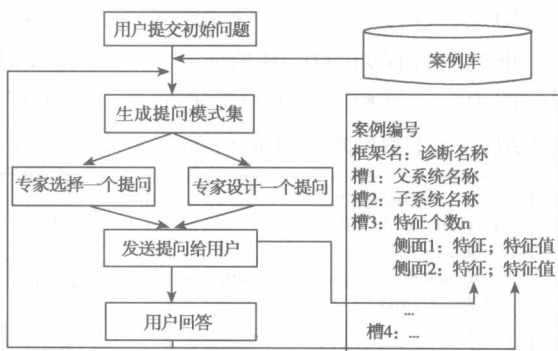 用户提交初始问题
案例库
生成提问模式集
专家选择一个提问
专家设计一个提问
发送提问给用户
用户回答
案例编号
框架名：诊断名称
槽1：父系统名称
槽2：子系统名称
槽3：特征个数n
侧面1：特征；特征值
侧面2：特征；特征值
...
槽4：...